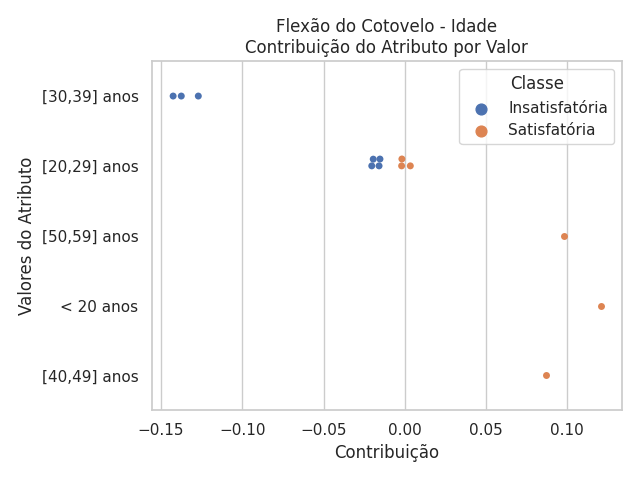 Flexão do Cotovelo - Idade
Contribuição do Atributo por Valor
Classe
Insatisfatória
Satisfatória
Valores do Atributo
[30,39] anos
[20,29] anos
[50,59] anos
< 20 anos
[40,49] anos
−0.15 −0.10 −0.05 0.00 0.05 0.10
Contribuição